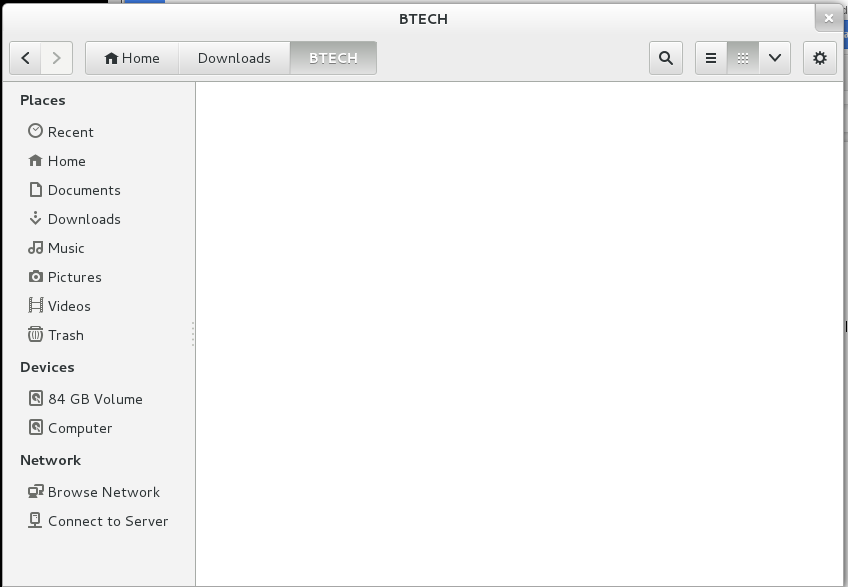 BTECH
Home Downloads BTECH
Places
Recent
Home
Documents
Downloads
Music
Pictures
Videos
Trash
Devices
84 GB Volume
Computer
Network
Browse Network
Connect to Server